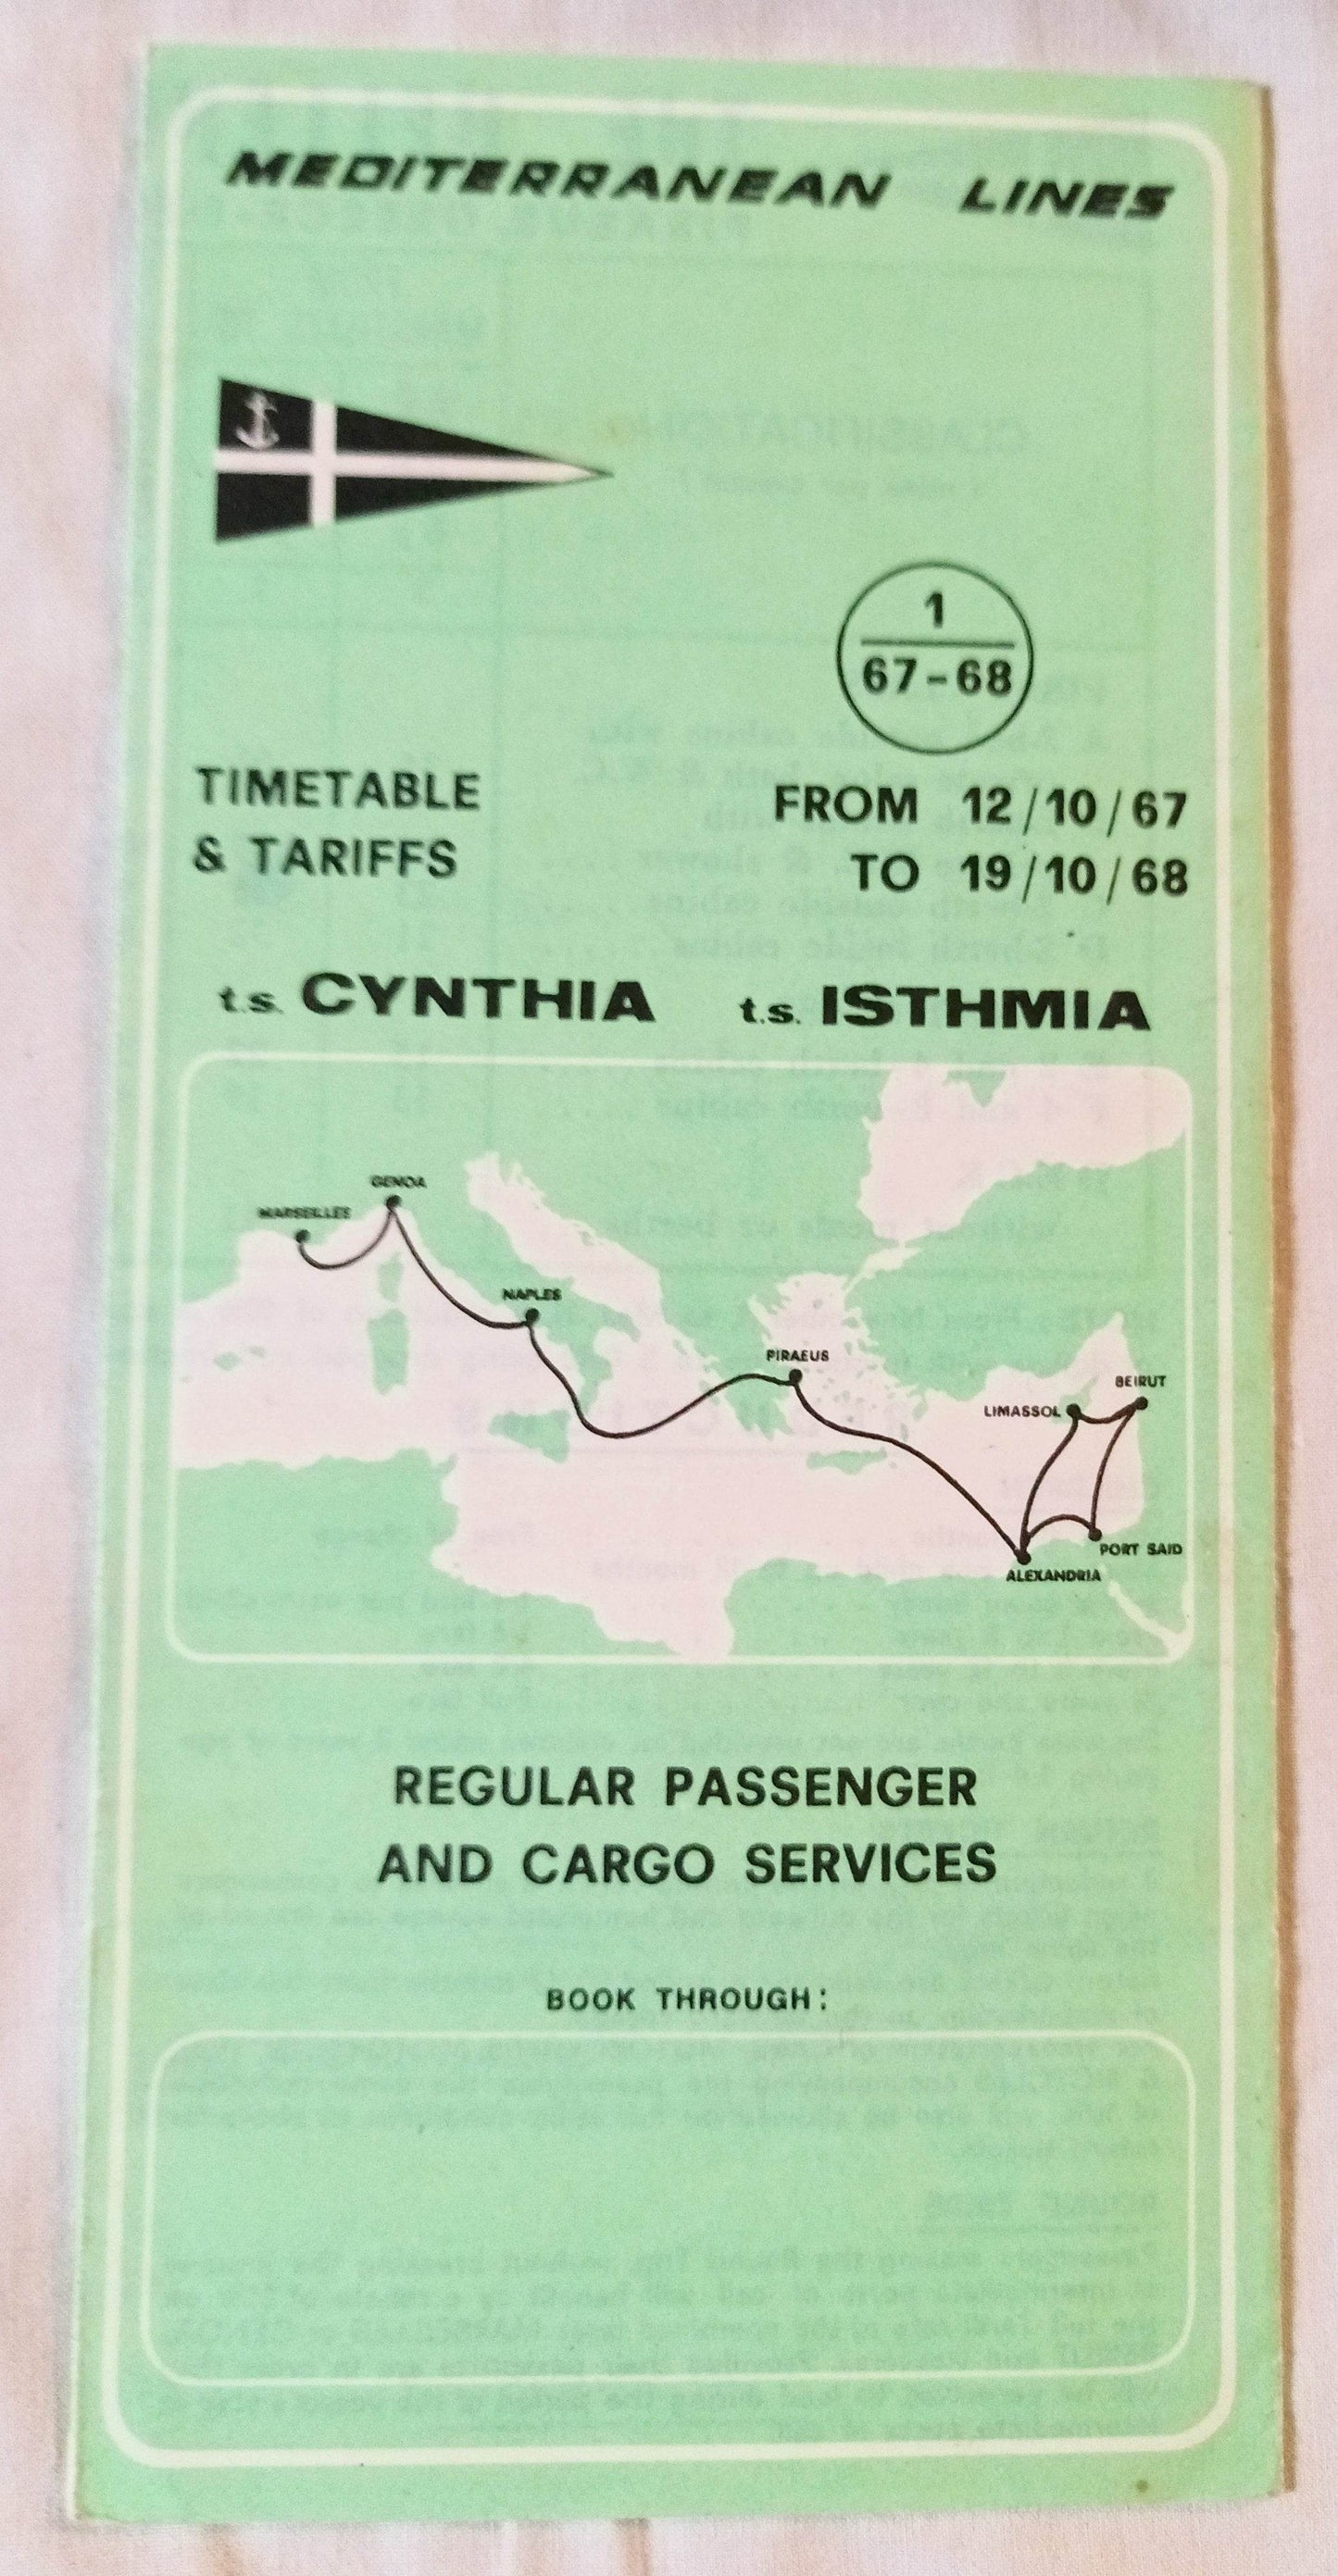 MEDITERRANEAN LINES
1
67-68
TIMETABLE
& TARIFFS
FROM 12/10/67
TO 19/10/68
t.s. CYNTHIA t.s. ISTHMIA
GENOA
MARSEILLES
NAPLES
PIRAEUS
BEIRUT
LIMASSOL
PORT SAID
ALEXANDRIA
REGULAR PASSENGER
AND CARGO SERVICES
BOOK THROUGH: